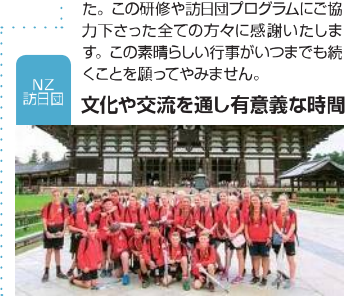 た。この研修や訪日団プログラムにご協
力下さった全ての方々に感謝いたしま
す。この素晴らしい行事がいつまでも続
くことを願ってやみません。
NZ
訪日団
文化や交流を通し有意義な時間